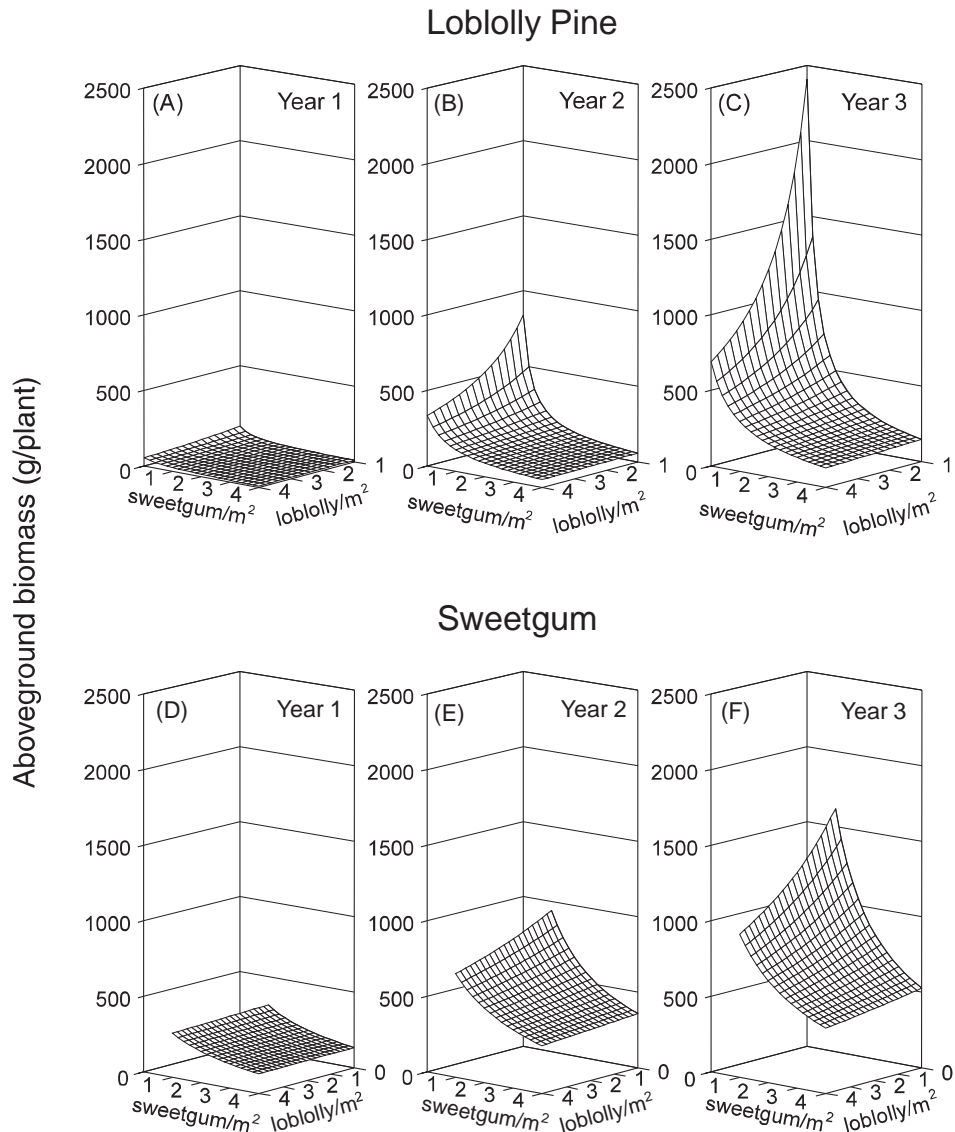 Loblolly Pine
Aboveground biomass (g/plant)
(A) Year 1
2500
2000
1500
1000
500
0
1 2 3 4
sweetgum/m²
4 3 2 1
loblolly/m²
(B) Year 2
2500
2000
1500
1000
500
0
1 2 3 4
sweetgum/m²
4 3 2 1
loblolly/m²
(C) Year 3
2500
2000
1500
1000
500
0
1 2 3 4
sweetgum/m²
4 3 2 1
loblolly/m²
Sweetgum
(D) Year 1
2500
2000
1500
1000
500
0
1 2 3 4
sweetgum/m²
4 3 2 1 0
loblolly/m²
(E) Year 2
2500
2000
1500
1000
500
0
1 2 3 4
sweetgum/m²
4 3 2 1 0
loblolly/m²
(F) Year 3
2500
2000
1500
1000
500
0
1 2 3 4
sweetgum/m²
4 3 2 1 0
loblolly/m²